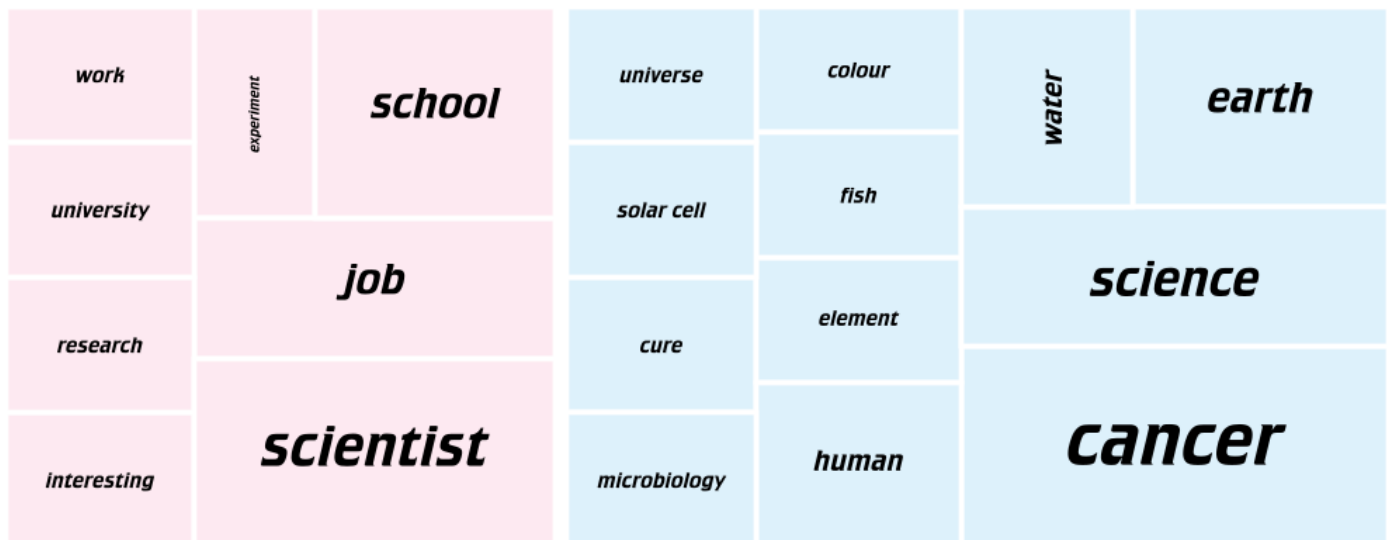 work
university
research
interesting
experiment
school
job
scientist
universe
solar cell
cure
microbiology
colour
fish
element
human
water
earth
science
cancer